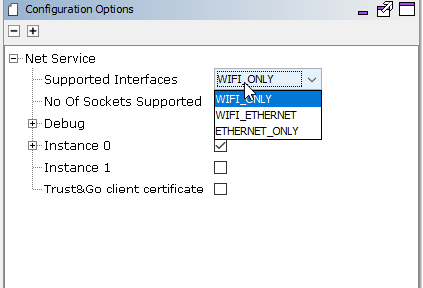 Configuration Options
Net Service
Supported Interfaces WIFI_ONLY
WIFI_ONLY
No Of Sockets Supported
WIFI_ETHERNET
Debug
ETHERNET_ONLY
Instance 0
Instance 1
Trust&Go client certificate